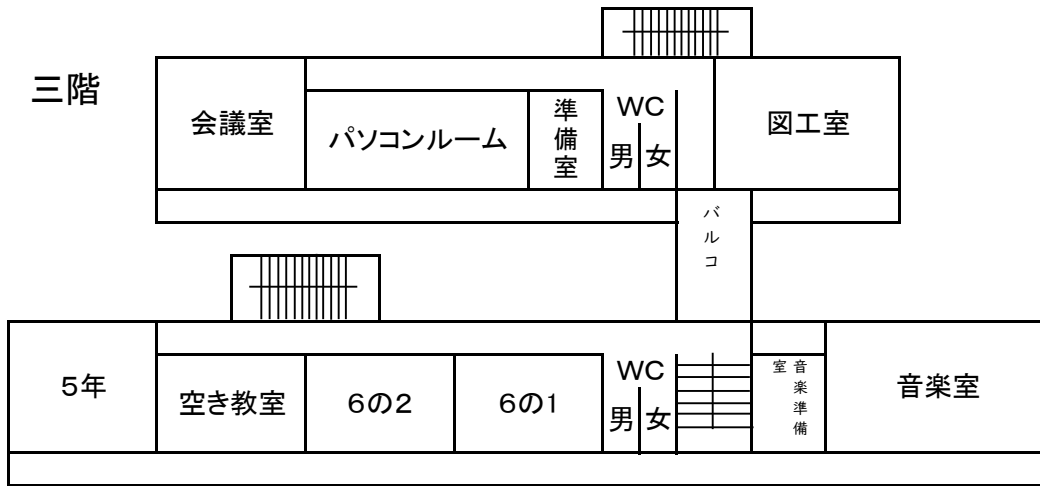 三階
会議室
パソコンルーム
準備室
WC
男
女
図工室
バルコ
5年
空き教室
6の2
6の1
WC
男
女
音楽準備室
音楽室